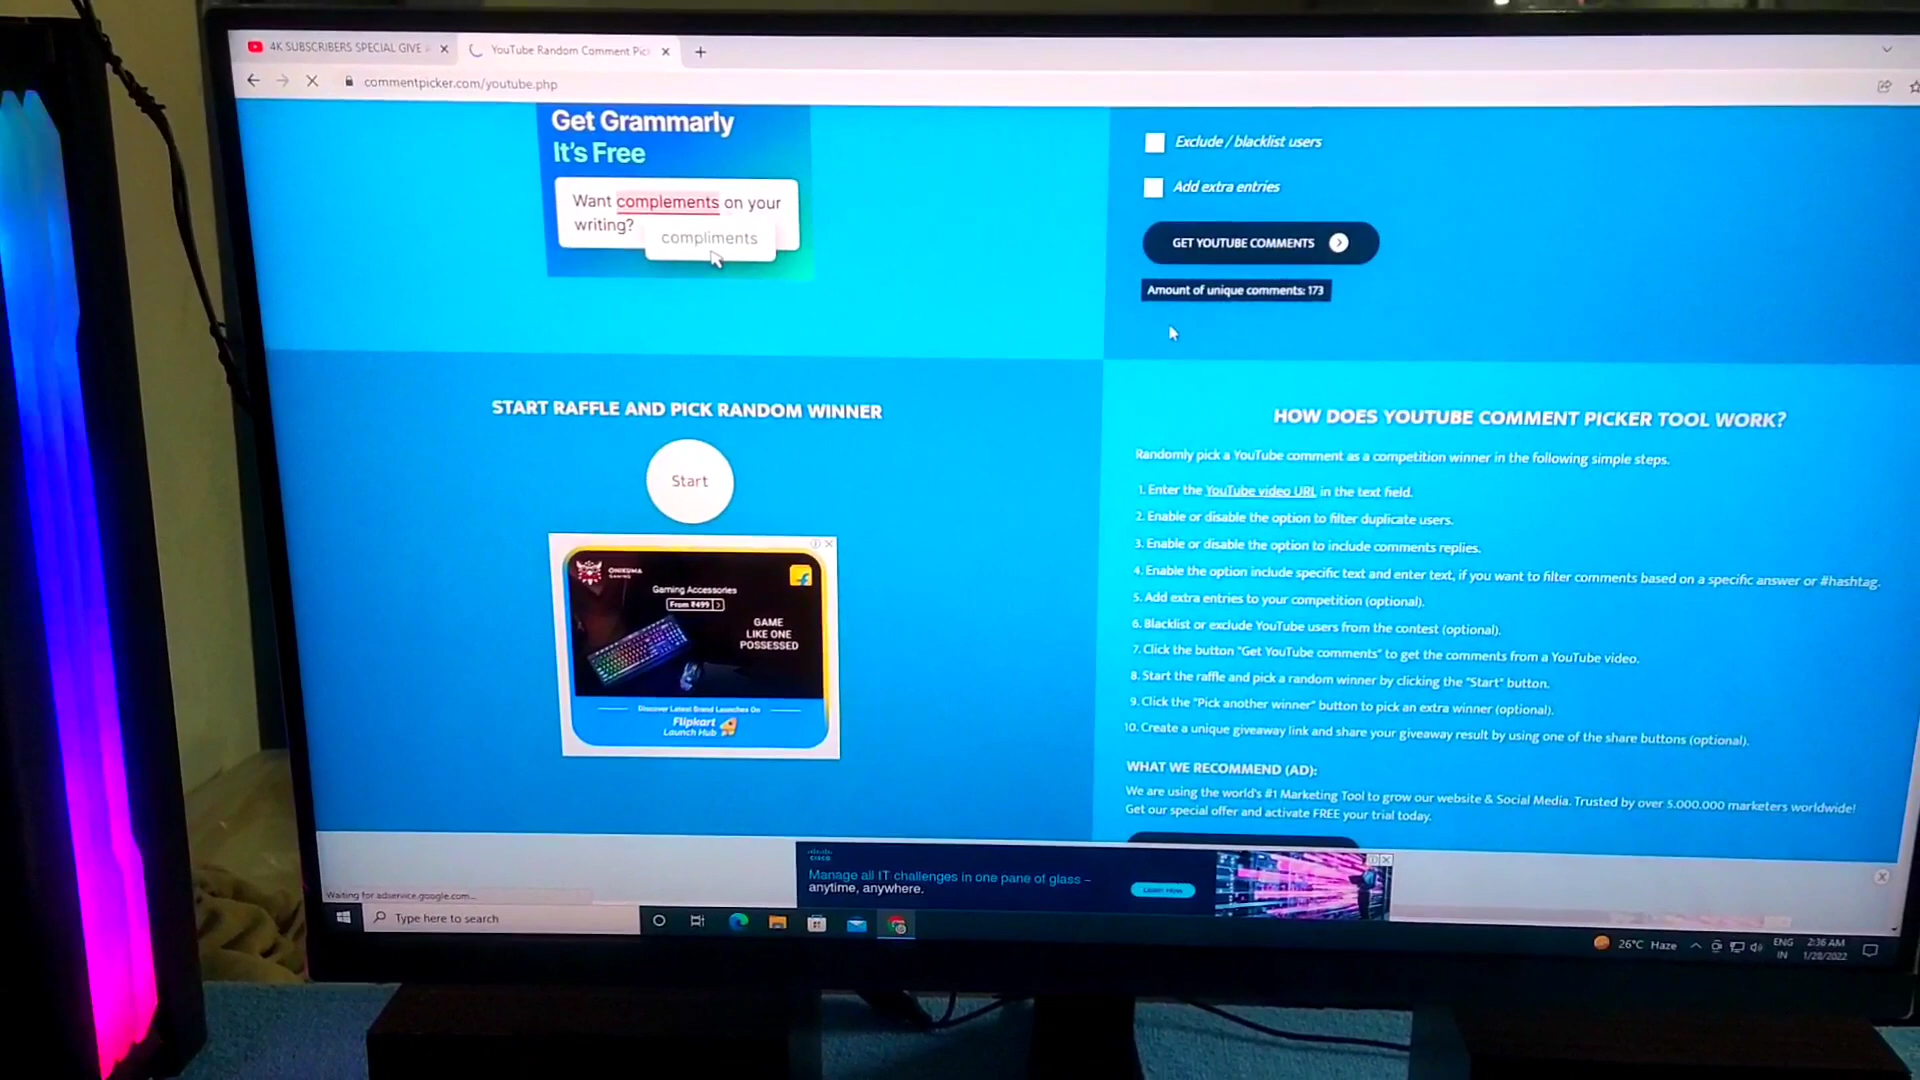 4K SUBSCRIBERS SPECIAL GIVE
YouTube Random Comment Pic
commentpicker.com/youtube.php
Get Grammarly
It's Free
Want complements on your
writing?
compliments
Exclude / blacklist users
Add extra entries
GET YOUTUBE COMMENTS
Amount of unique comments: 173
START RAFFLE AND PICK RANDOM WINNER
Start
ONIKUMA
GAMING
Gaming Accessories
From ₹499
GAME
LIKE ONE
POSSESSED
Discover Latest Brand Launches On
Flipkart
Launch Hub
HOW DOES YOUTUBE COMMENT PICKER TOOL WORK?
Randomly pick a YouTube comment as a competition winner in the following simple steps.
1. Enter the YouTube video URL in the text field.
2. Enable or disable the option to filter duplicate users.
3. Enable or disable the option to include comments replies.
4. Enable the option include specific text and enter text, if you want to filter comments based on a specific answer or #hashtag.
5. Add extra entries to your competition (optional).
6. Blacklist or exclude YouTube users from the contest (optional).
7. Click the button "Get YouTube comments" to get the comments from a YouTube video.
8. Start the raffle and pick a random winner by clicking the "Start" button.
9. Click the "Pick another winner" button to pick an extra winner (optional).
10. Create a unique giveaway link and share your giveaway result by using one of the share buttons (optional).
WHAT WE RECOMMEND (AD):
We are using the world's #1 Marketing Tool to grow our website & Social Media. Trusted by over 5.000.000 marketers worldwide!
Get our special offer and activate FREE your trial today.
CISCO
Manage all IT challenges in one pane of glass –
anytime, anywhere.
Learn More
Waiting for adservice.google.com...
Type here to search
26°C Haze
ENG
IN
2:36 AM
1/28/2022